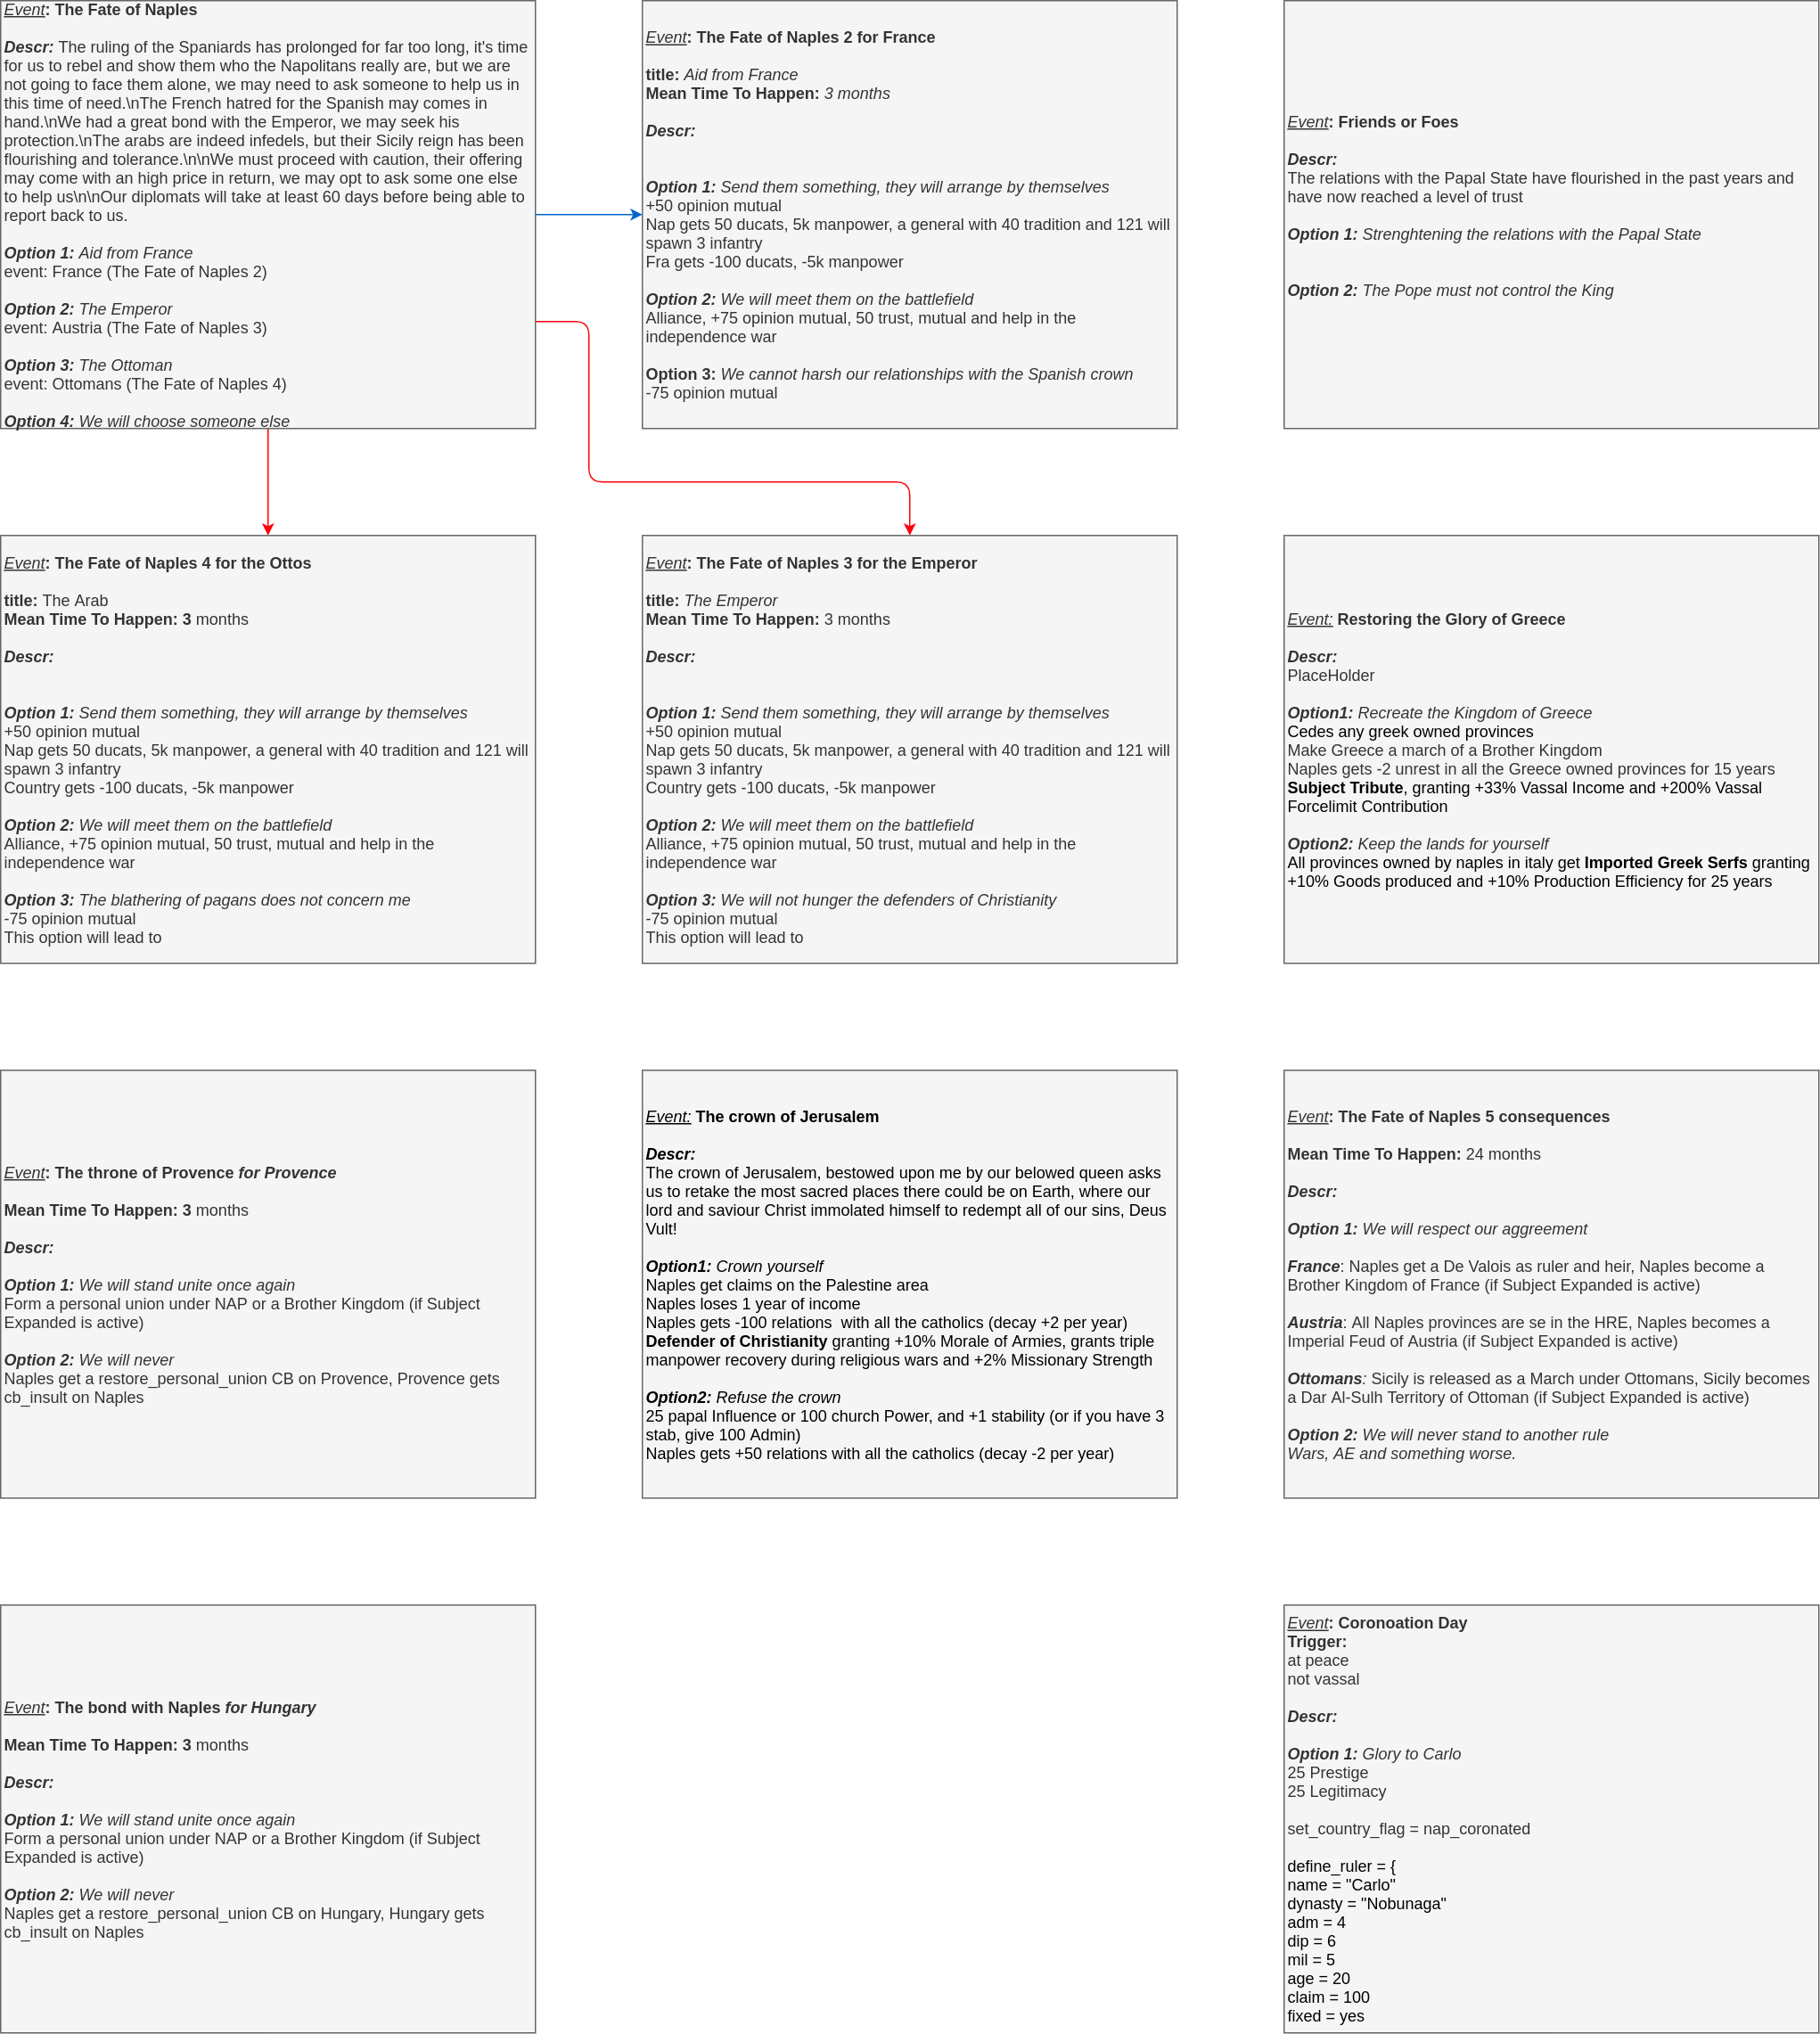 Event: The Fate of Naples
Descr: The ruling of the Spaniards has prolonged for far too long, it's time
for us to rebel and show them who the Napolitans really are, but we are
not going to face them alone, we may need to ask someone to help us in
this time of need.\nThe French hatred for the Spanish may comes in
hand.\nWe had a great bond with the Emperor, we may seek his
protection.\nThe arabs are indeed infedels, but their Sicily reign has been
flourishing and tolerance.\n\nWe must proceed with caution, their offering
may come with an high price in return, we may opt to ask some one else
to help us\n\nOur diplomats will take at least 60 days before being able to
report back to us.
Option 1: Aid from France
event: France (The Fate of Naples 2)
Option 2: The Emperor
event: Austria (The Fate of Naples 3)
Option 3: The Ottoman
event: Ottomans (The Fate of Naples 4)
Option 4: We will choose someone else
Event: The Fate of Naples 2 for France
title: Aid from France
Mean Time To Happen: 3 months
Descr:
Option 1: Send them something, they will arrange by themselves
+50 opinion mutual
Nap gets 50 ducats, 5k manpower, a general with 40 tradition and 121 will
spawn 3 infantry
Fra gets -100 ducats, -5k manpower
Option 2: We will meet them on the battlefield
Alliance, +75 opinion mutual, 50 trust, mutual and help in the
independence war
Option 3: We cannot harsh our relationships with the Spanish crown
-75 opinion mutual
Event: Friends or Foes
Descr:
The relations with the Papal State have flourished in the past years and
have now reached a level of trust
Option 1: Strenghtening the relations with the Papal State
Option 2: The Pope must not control the King
Event: The Fate of Naples 4 for the Ottos
title: The Arab
Mean Time To Happen: 3 months
Descr:
Option 1: Send them something, they will arrange by themselves
+50 opinion mutual
Nap gets 50 ducats, 5k manpower, a general with 40 tradition and 121 will
spawn 3 infantry
Country gets -100 ducats, -5k manpower
Option 2: We will meet them on the battlefield
Alliance, +75 opinion mutual, 50 trust, mutual and help in the
independence war
Option 3: The blathering of pagans does not concern me
-75 opinion mutual
This option will lead to
Event: The Fate of Naples 3 for the Emperor
title: The Emperor
Mean Time To Happen: 3 months
Descr:
Option 1: Send them something, they will arrange by themselves
+50 opinion mutual
Nap gets 50 ducats, 5k manpower, a general with 40 tradition and 121 will
spawn 3 infantry
Country gets -100 ducats, -5k manpower
Option 2: We will meet them on the battlefield
Alliance, +75 opinion mutual, 50 trust, mutual and help in the
independence war
Option 3: We will not hunger the defenders of Christianity
-75 opinion mutual
This option will lead to
Event: Restoring the Glory of Greece
Descr:
PlaceHolder
Option1: Recreate the Kingdom of Greece
Cedes any greek owned provinces
Make Greece a march of a Brother Kingdom
Naples gets -2 unrest in all the Greece owned provinces for 15 years
Subject Tribute, granting +33% Vassal Income and +200% Vassal
Forcelimit Contribution
Option2: Keep the lands for yourself
All provinces owned by naples in italy get Imported Greek Serfs granting
+10% Goods produced and +10% Production Efficiency for 25 years
Event: The throne of Provence for Provence
Mean Time To Happen: 3 months
Descr:
Option 1: We will stand unite once again
Form a personal union under NAP or a Brother Kingdom (if Subject
Expanded is active)
Option 2: We will never
Naples get a restore_personal_union CB on Provence, Provence gets
cb_insult on Naples
Event: The crown of Jerusalem
Descr:
The crown of Jerusalem, bestowed upon me by our belowed queen asks
us to retake the most sacred places there could be on Earth, where our
lord and saviour Christ immolated himself to redempt all of our sins, Deus
Vult!
Option1: Crown yourself
Naples get claims on the Palestine area
Naples loses 1 year of income
Naples gets -100 relations  with all the catholics (decay +2 per year)
Defender of Christianity granting +10% Morale of Armies, grants triple
manpower recovery during religious wars and +2% Missionary Strength
Option2: Refuse the crown
25 papal Influence or 100 church Power, and +1 stability (or if you have 3
stab, give 100 Admin)
Naples gets +50 relations with all the catholics (decay -2 per year)
Event: The Fate of Naples 5 consequences
Mean Time To Happen: 24 months
Descr:
Option 1: We will respect our aggreement
France: Naples get a De Valois as ruler and heir, Naples become a
Brother Kingdom of France (if Subject Expanded is active)
Austria: All Naples provinces are se in the HRE, Naples becomes a
Imperial Feud of Austria (if Subject Expanded is active)
Ottomans: Sicily is released as a March under Ottomans, Sicily becomes
a Dar Al-Sulh Territory of Ottoman (if Subject Expanded is active)
Option 2: We will never stand to another rule
Wars, AE and something worse.
Event: The bond with Naples for Hungary
Mean Time To Happen: 3 months
Descr:
Option 1: We will stand unite once again
Form a personal union under NAP or a Brother Kingdom (if Subject
Expanded is active)
Option 2: We will never
Naples get a restore_personal_union CB on Hungary, Hungary gets
cb_insult on Naples
Event: Coronoation Day
Trigger:
at peace
not vassal
Descr:
Option 1: Glory to Carlo
25 Prestige
25 Legitimacy
set_country_flag = nap_coronated
define_ruler = {
name = "Carlo"
dynasty = "Nobunaga"
adm = 4
dip = 6
mil = 5
age = 20
claim = 100
fixed = yes